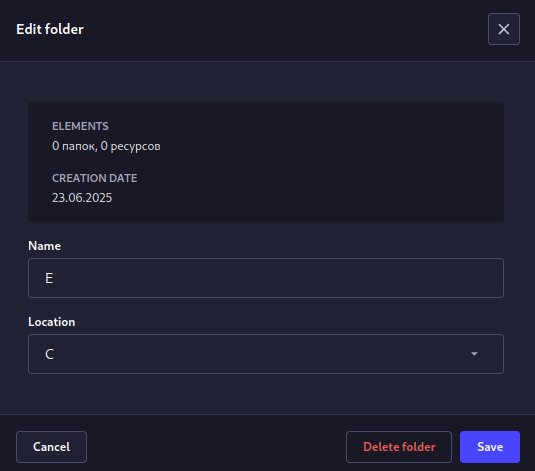 Edit folder
ELEMENTS
0 папок, 0 ресурсов
CREATION DATE
23.06.2025
Name
E
Location
C
Cancel
Delete folder
Save